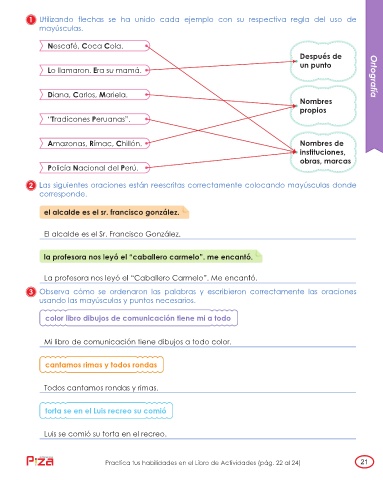 1 Utilizando flechas se ha unido cada ejemplo con su respectiva regla del uso de
mayúsculas.
Nescafé, Coca Cola.
Lo llamaron. Era su mamá.
Diana, Carlos, Mariela.
"Tradicones Peruanas".
Amazonas, Rímac, Chillón.
Policía Nacional del Perú.
Después de
un punto
Nombres
propios
Nombres de
instituciones,
obras, marcas
Ortografía
2 Las siguientes oraciones están reescritas correctamente colocando mayúsculas donde
corresponde.
el alcalde es el sr. francisco gonzález.
El alcalde es el Sr. Francisco González.
la profesora nos leyó el "caballero carmelo". me encantó.
La profesora nos leyó el "Caballero Carmelo". Me encantó.
3 Observa cómo se ordenaron las palabras y escribieron correctamente las oraciones
usando las mayúsculas y puntos necesarios.
color libro dibujos de comunicación tiene mi a todo
Mi libro de comunicación tiene dibujos a todo color.
cantamos rimas y todos rondas
Todos cantamos rondas y rimas.
torta se en el Luis recreo su comió
Luis se comió su torta en el recreo.
Practica tus habilidades en el Libro de Actividades (pág. 22 al 24)
21